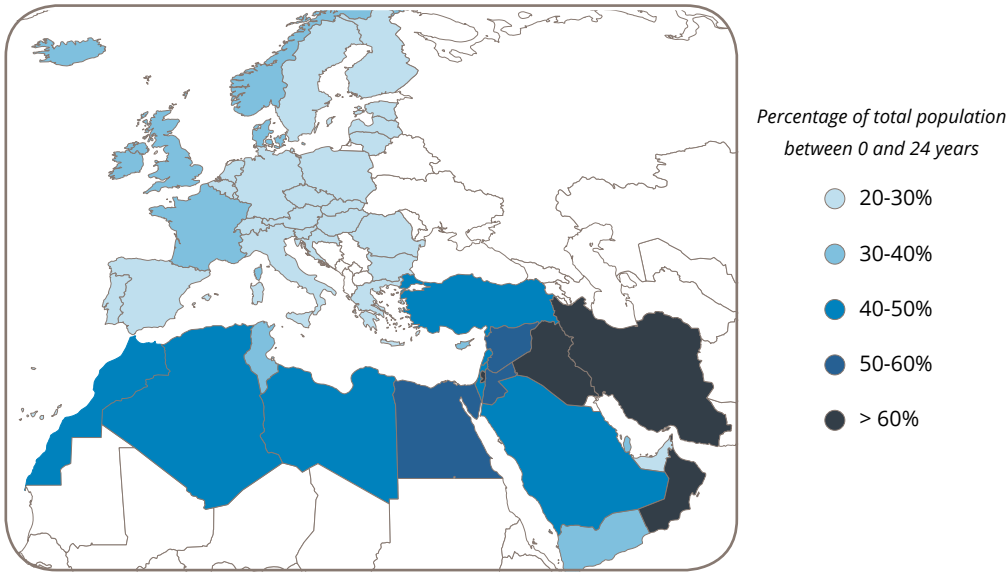 Percentage of total population
between 0 and 24 years
20-30%
30-40%
40-50%
50-60%
> 60%